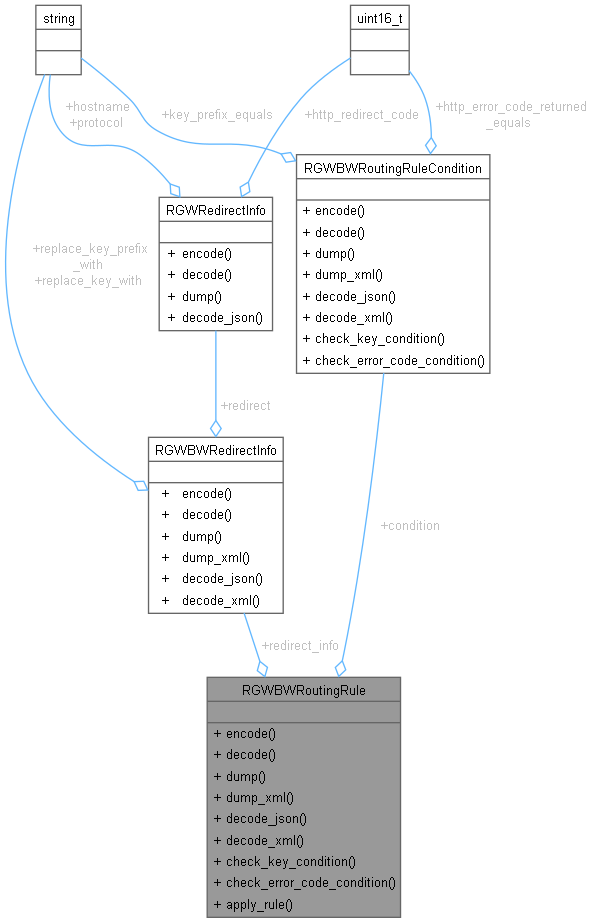 string
uint16_t
+hostname
+protocol
+key_prefix_equals
+http_redirect_code
+http_error_code_returned
_equals
RGWBWRoutingRuleCondition
+ encode()
+ decode()
+ dump()
+ dump_xml()
+ decode_json()
+ decode_xml()
+ check_key_condition()
+ check_error_code_condition()
RGWRedirectInfo
+ encode()
+ decode()
+ dump()
+ decode_json()
+replace_key_prefix
_with
+replace_key_with
+redirect
RGWBWRedirectInfo
+ encode()
+ decode()
+ dump()
+ dump_xml()
+ decode_json()
+ decode_xml()
+condition
+redirect_info
RGWBWRoutingRule
+ encode()
+ decode()
+ dump()
+ dump_xml()
+ decode_json()
+ decode_xml()
+ check_key_condition()
+ check_error_code_condition()
+ apply_rule()